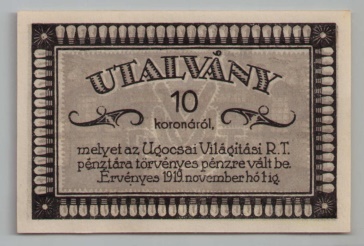 UTALVÁNY
10
koronáról,
melyet az Ugocsai Világítási R.T.
pénztára törvényes pénzre vált be.
Érvényes 1919. november hó 1 ig.